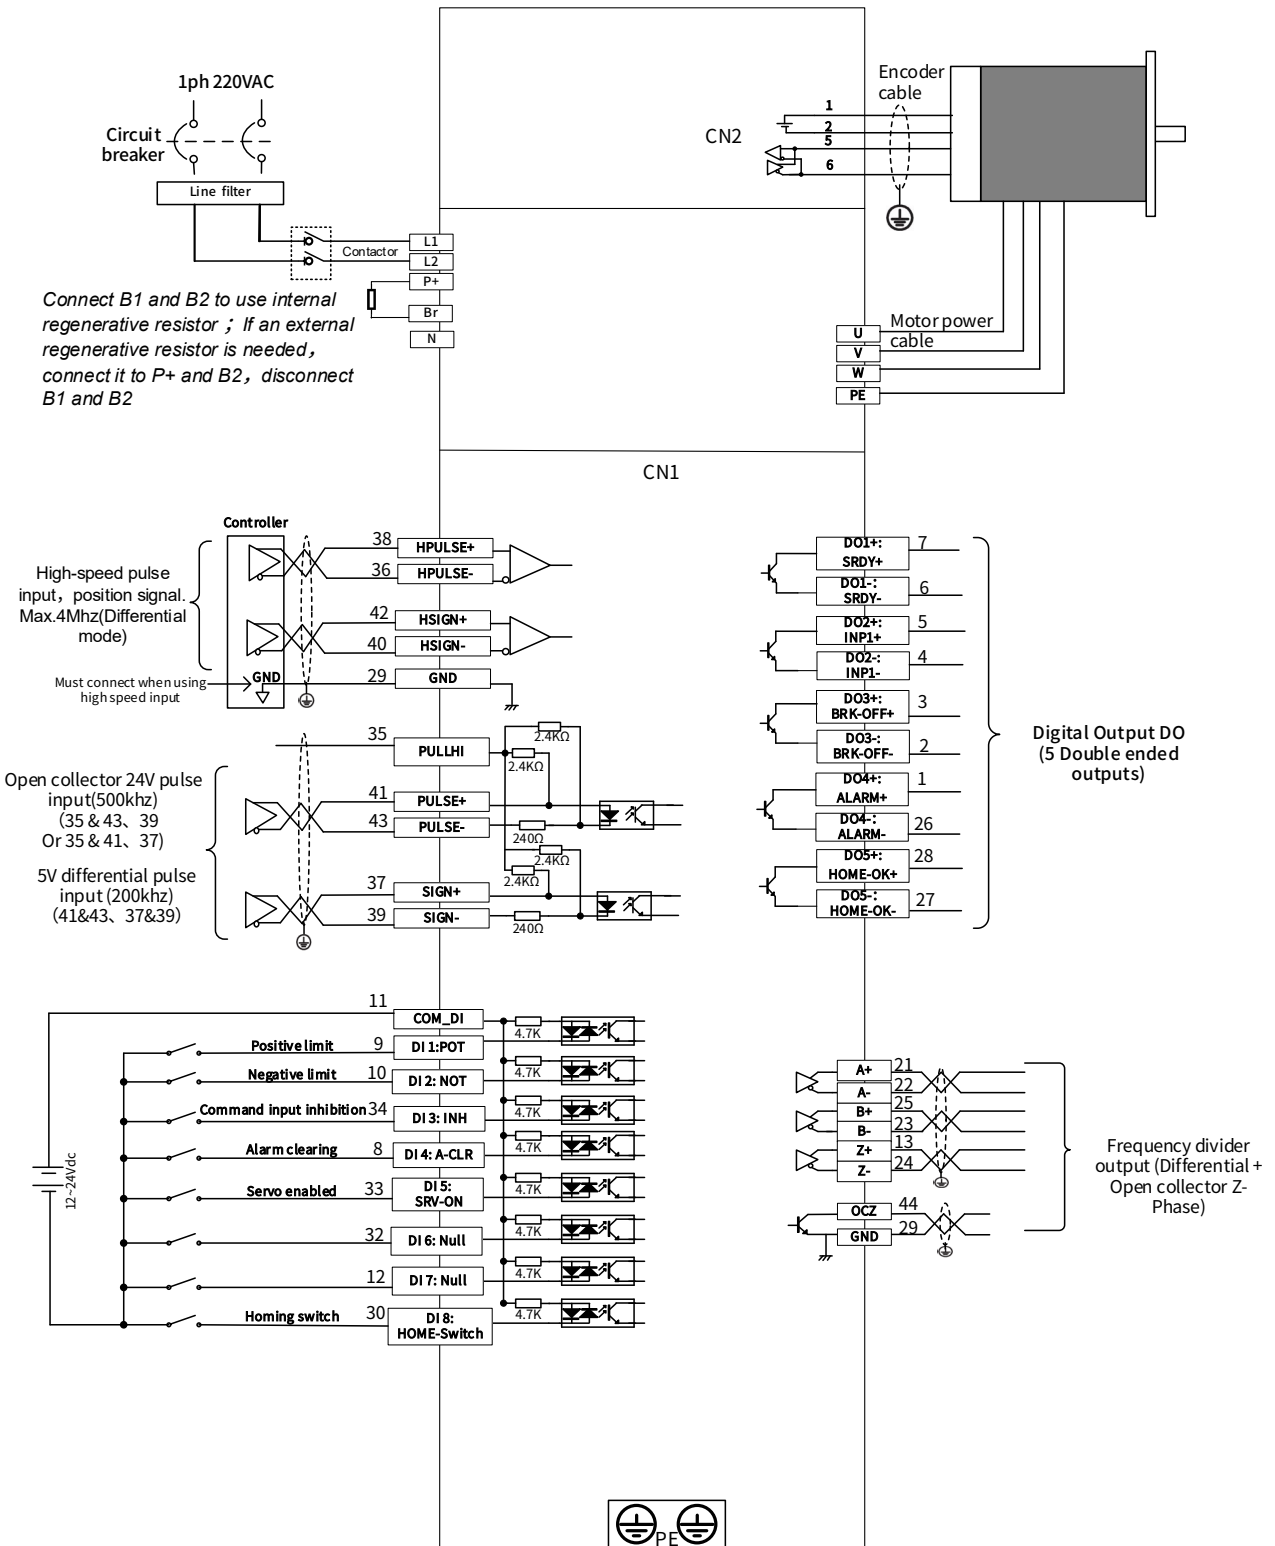 1ph 220VAC
Circuit
breaker
Line filter
Contactor
L1
L2
P+
Br
N
Connect B1 and B2 to use internal
regenerative resistor ；If an external
regenerative resistor is needed，
connect it to P+ and B2，disconnect
B1 and B2
CN2
1
2
5
6
Encoder
cable
U
V
W
PE
Motor power
cable
CN1
Controller
High-speed pulse
input，position signal.
Max.4Mhz(Differential
mode)
Must connect when using
high speed input
GND
38
HPULSE+
36
HPULSE-
42
HSIGN+
40
HSIGN-
29
GND
35
PULLHI
2.4KΩ
2.4KΩ
Open collector 24V pulse
input(500khz)
（35 & 43、39
Or 35 & 41、37)
5V differential pulse
input (200khz)
（41&43、37&39）
41
PULSE+
43
PULSE-
240Ω
2.4KΩ
2.4KΩ
37
SIGN+
39
SIGN-
240Ω
11
COM_DI
4.7K
Positive limit
9
DI 1:POT
4.7K
Negative limit
10
DI 2: NOT
4.7K
Command input inhibition
34
DI 3: INH
4.7K
Alarm clearing
8
DI 4: A-CLR
4.7K
Servo enabled
33
DI 5:
SRV-ON
4.7K
32
DI 6: Null
4.7K
12
DI 7: Null
4.7K
Homing switch
30
DI 8:
HOME-Switch
12~24Vdc
DO1+:
SRDY+
7
DO1-:
SRDY-
6
DO2+:
INP1+
5
DO2-:
INP1-
4
DO3+:
BRK-OFF+
3
DO3-:
BRK-OFF-
2
DO4+:
ALARM+
1
DO4-:
ALARM-
26
DO5+:
HOME-OK+
28
DO5-:
HOME-OK-
27
Digital Output DO
(5 Double ended
outputs)
A+
21
A-
22
B+
25
B-
23
Z+
13
Z-
24
OCZ
44
GND
29
Frequency divider
output (Differential +
Open collector Z-
Phase)
PE